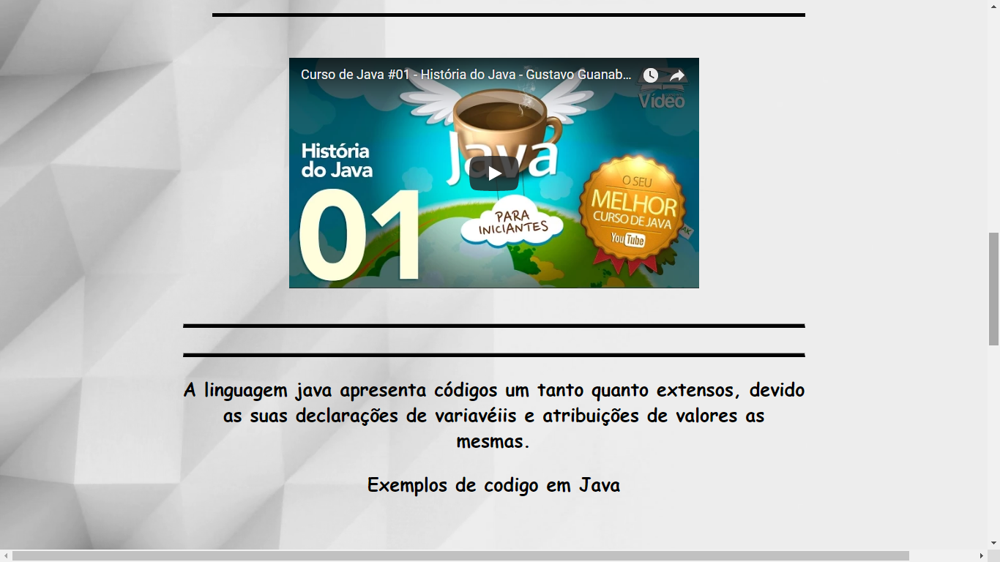 Curso de Java #01 - História do Java - Gustavo Guanab...
Vídeo
Java
História
do Java
01
PARA
INICIANTES
O SEU
MELHOR
CURSO DE JAVA
YouTube
AK
A linguagem java apresenta códigos um tanto quanto extensos, devido
as suas declarações de variavéiis e atribuições de valores as
mesmas.
Exemplos de codigo em Java